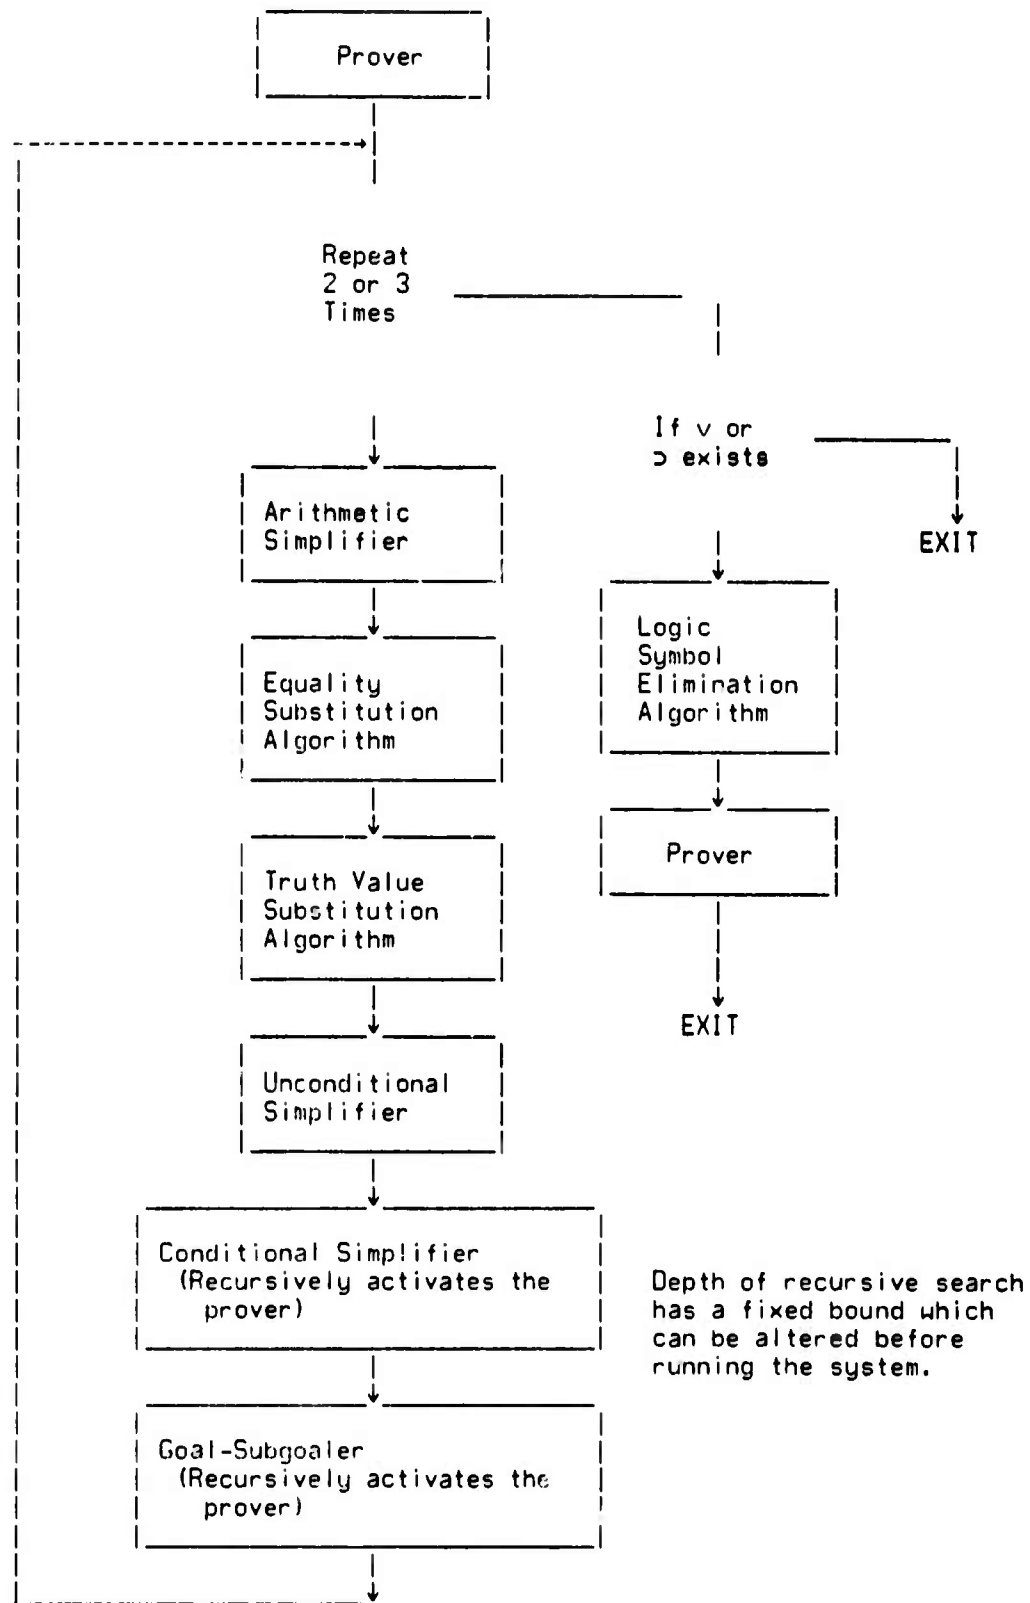 Prover
Repeat
2 or 3
Times
If ∨ or
⊃ exists
EXIT
Arithmetic
Simplifier
Logic
Symbol
Elimination
Algorithm
Equality
Substitution
Algorithm
Prover
EXIT
Truth Value
Substitution
Algorithm
Unconditional
Simplifier
Conditional Simplifier
(Recursively activates the
prover)
Depth of recursive search
has a fixed bound which
can be altered before
running the system.
Goal-Subgoaler
(Recursively activates the
prover)